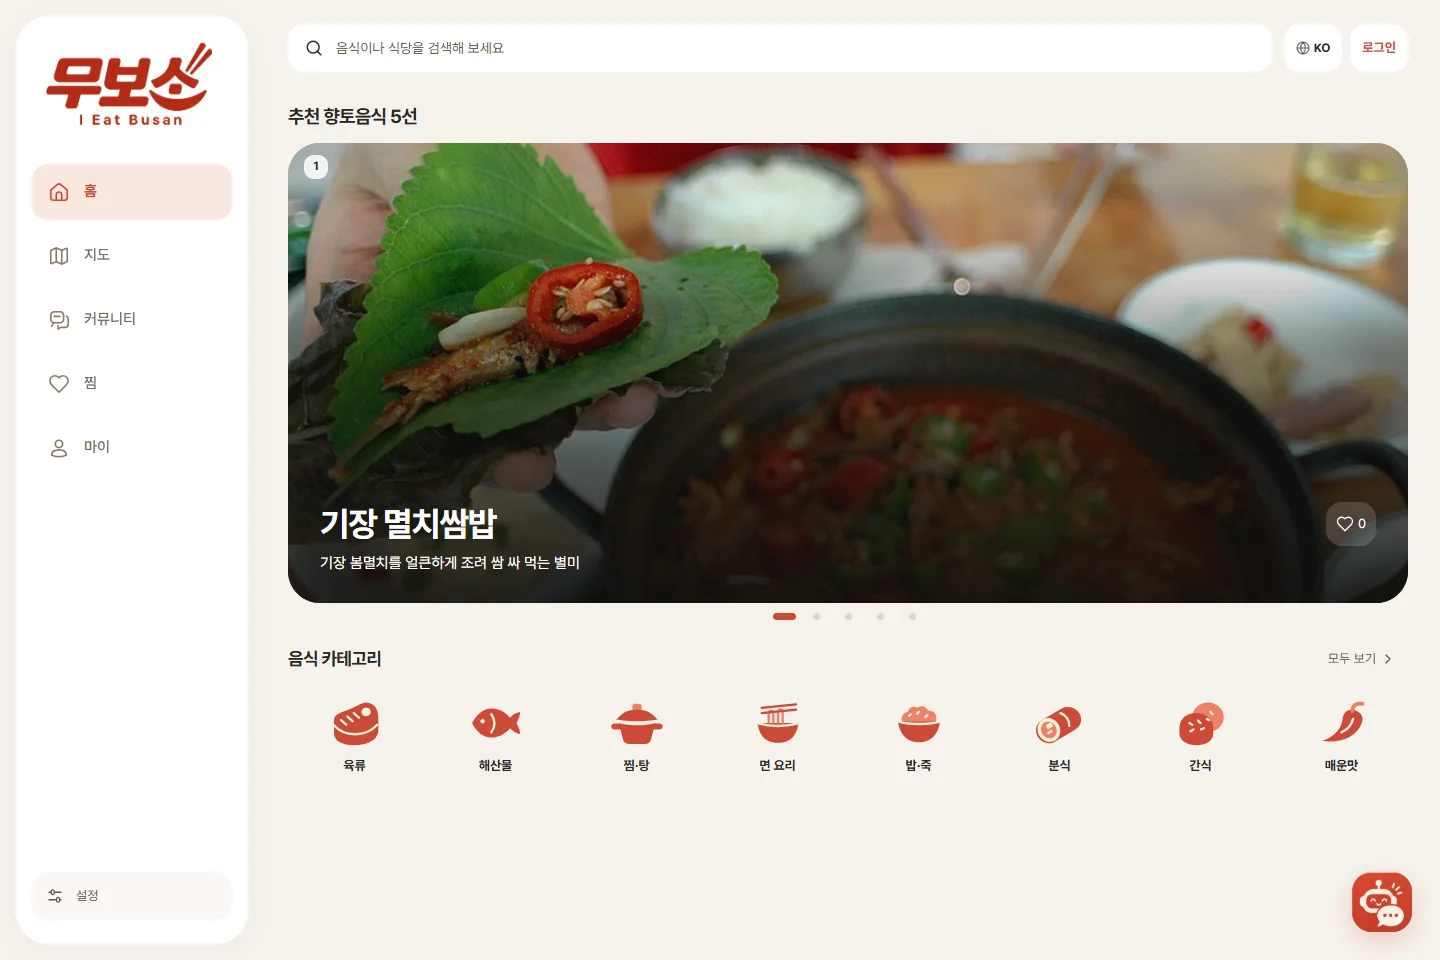 무보소
I Eat Busan
홈
지도
커뮤니티
찜
마이
설정
음식이나 식당을 검색해 보세요
KO
로그인
추천 향토음식 5선
1
기장 멸치쌈밥
기장 봄멸치를 얼큰하게 조려 쌈 싸 먹는 별미
0
음식 카테고리
모두 보기
육류
해산물
찜·탕
면 요리
밥·죽
분식
간식
매운맛